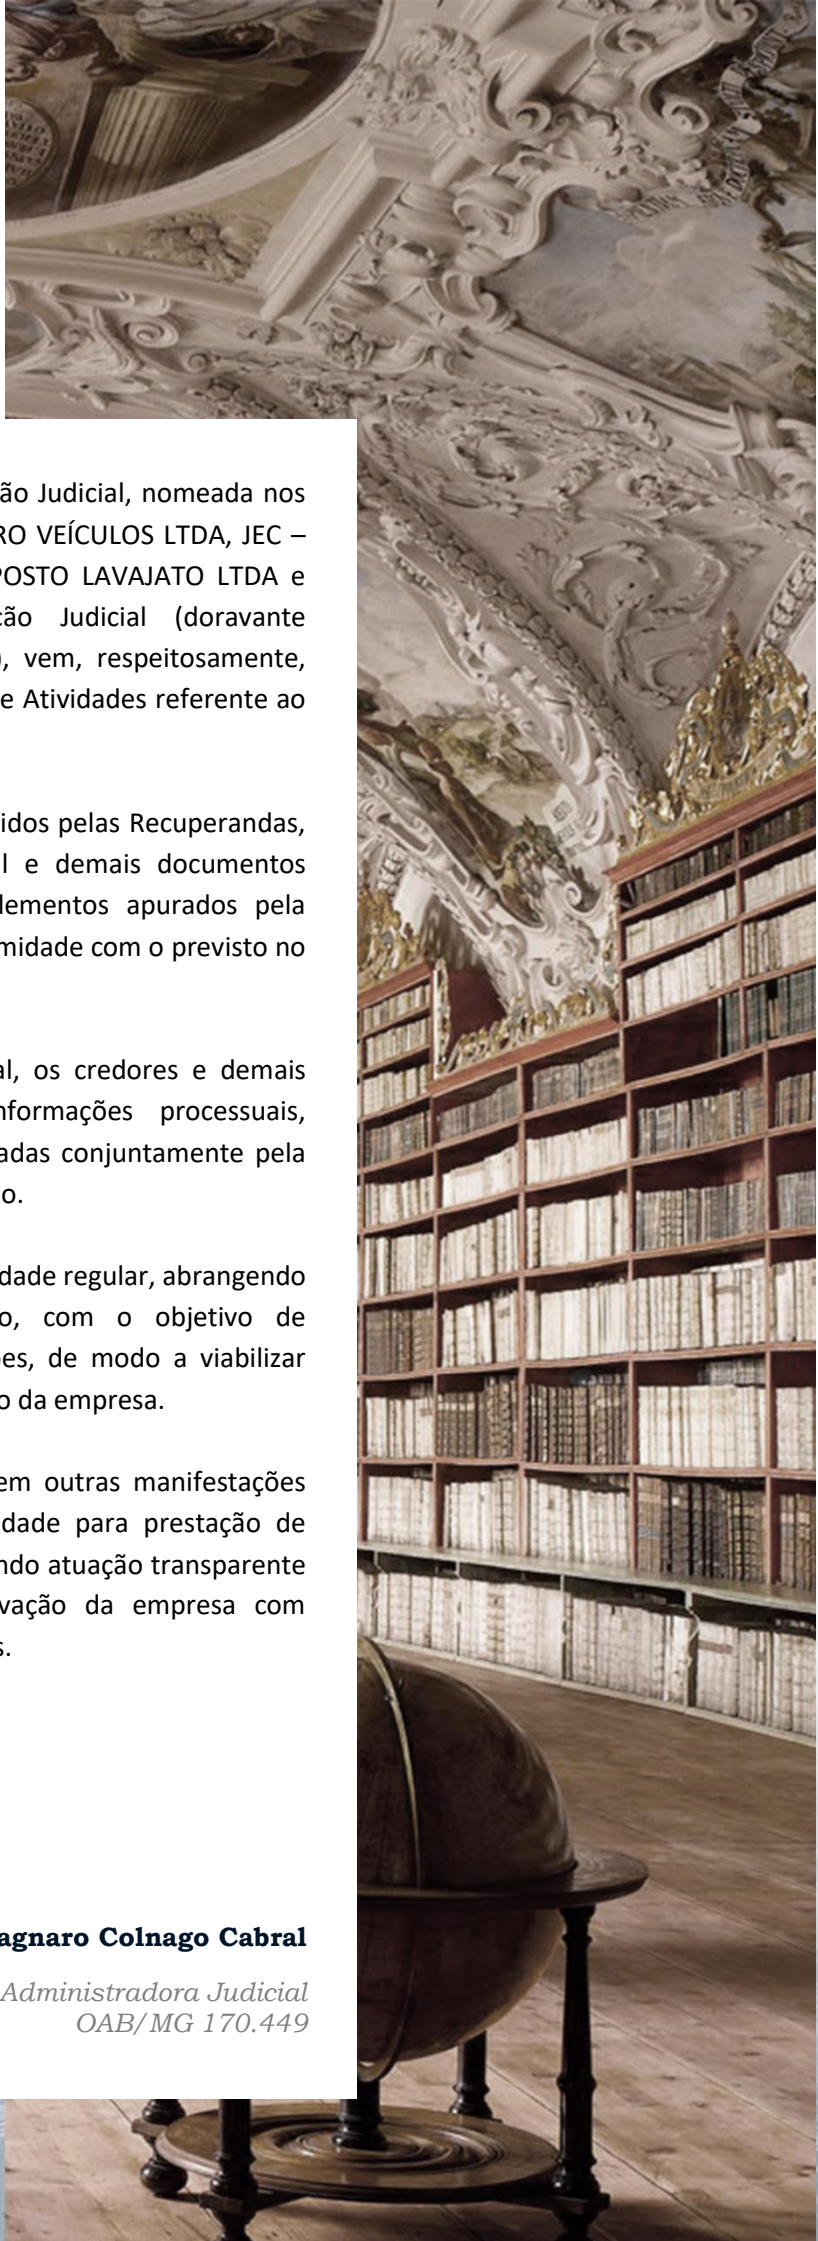 ão Judicial, nomeada nos
RO VEÍCULOS LTDA, JEC –
POSTO LAVAJATO LTDA e
ção Judicial (doravante
), vem, respeitosamente,
e Atividades referente ao
idos pelas Recuperandas,
l e demais documentos
lementos apurados pela
midade com o previsto no
al, os credores e demais
nformações processuais,
adas conjuntamente pela
o.
dade regular, abrangendo
o, com o objetivo de
ões, de modo a viabilizar
o da empresa.
em outras manifestações
dade para prestação de
ndo atuação transparente
vação da empresa com
s.
agnaro Colnago Cabral
Administradora Judicial
OAB/MG 170.449